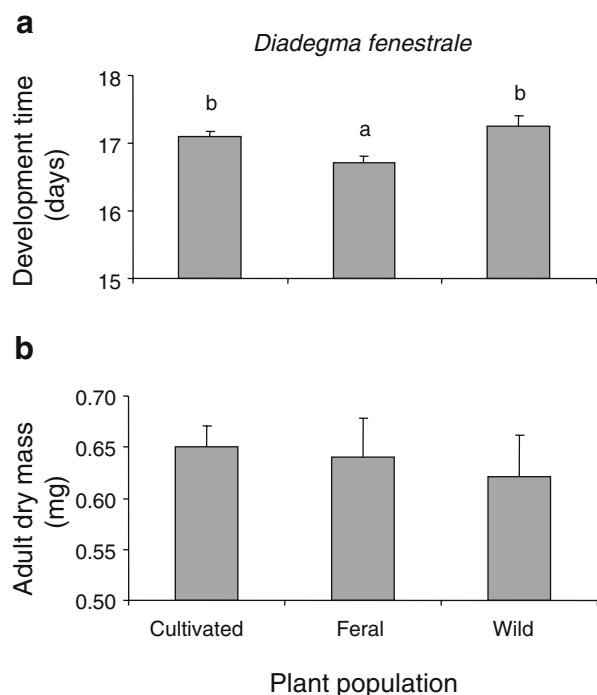 a
Diadegma fenestrale
Development time
(days)
18
17
16
15
b
a
b
b
Adult dry mass
(mg)
0.70
0.65
0.60
0.55
0.50
Cultivated Feral Wild
Plant population